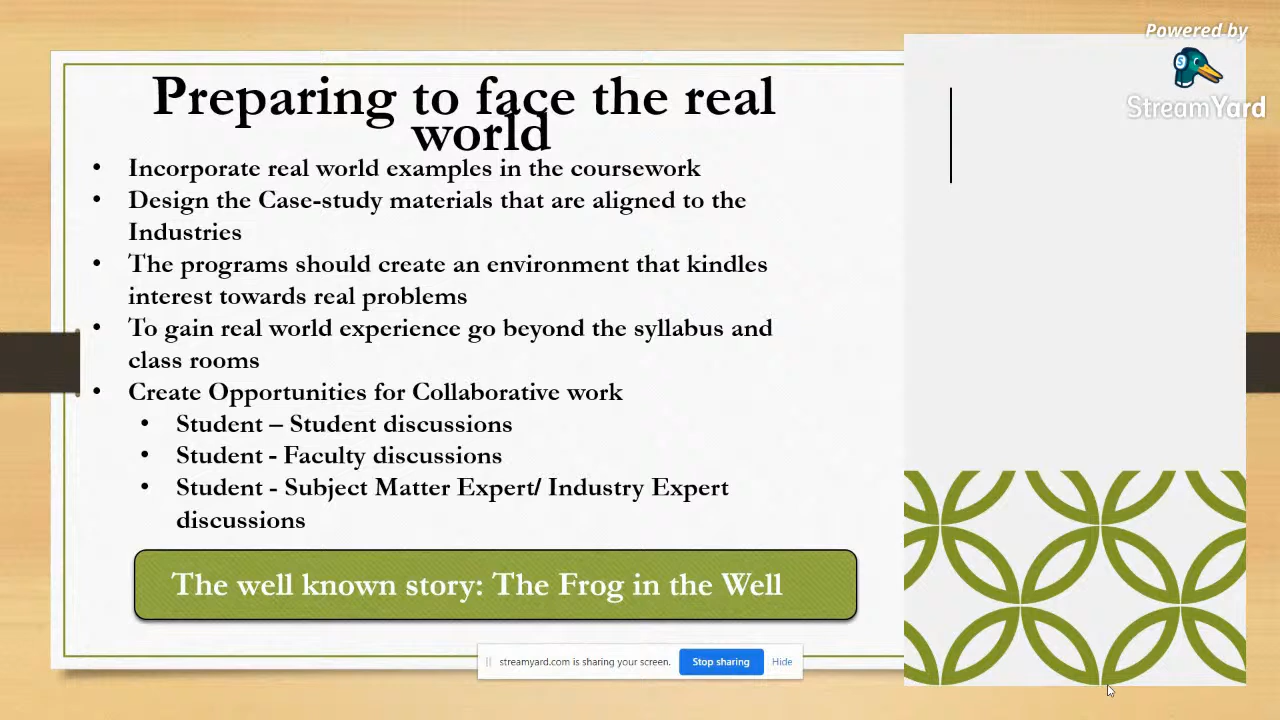 Powered by
StreamYard
Preparing to face the real
world
• Incorporate real world examples in the coursework
• Design the Case-study materials that are aligned to the
Industries
• The programs should create an environment that kindles
interest towards real problems
• To gain real world experience go beyond the syllabus and
class rooms
• Create Opportunities for Collaborative work
• Student – Student discussions
• Student - Faculty discussions
• Student - Subject Matter Expert/ Industry Expert
discussions
The well known story: The Frog in the Well
streamyard.com is sharing your screen. Stop sharing Hide